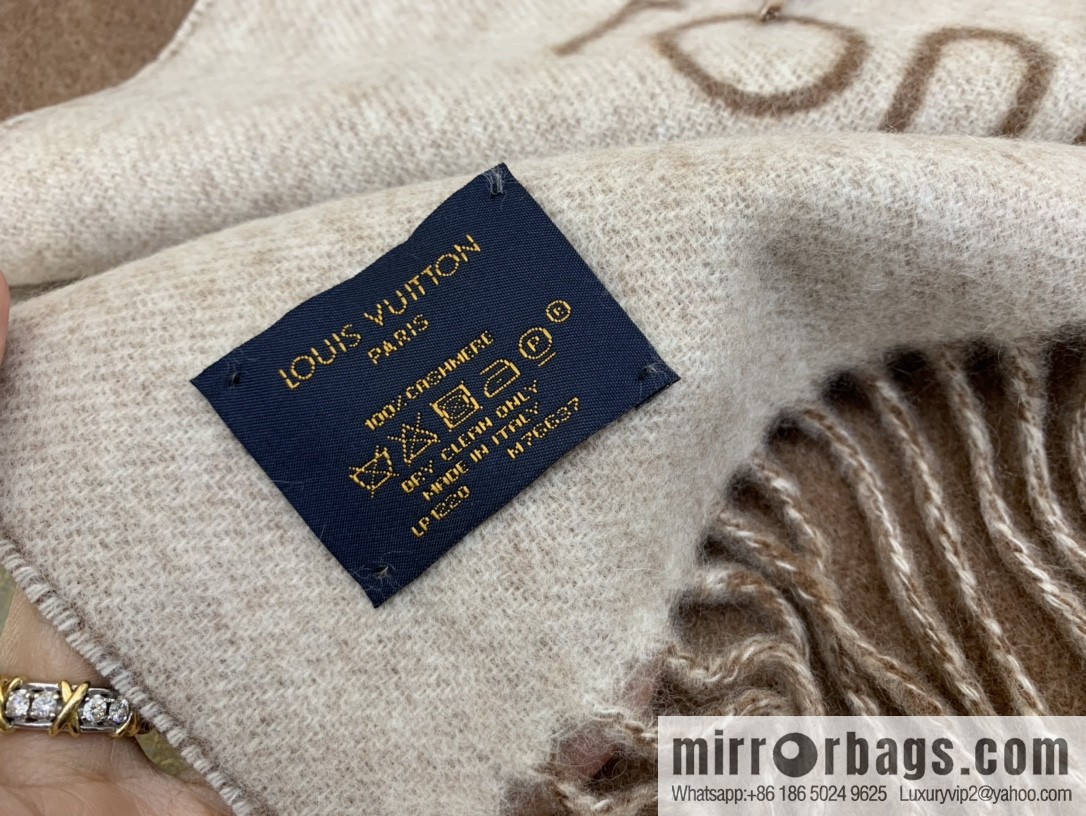 on
LOUIS VUITTON
PARIS
100% CASHMERE
P
DRY CLEAN ONLY
MADE IN ITALY
M76637
LP1220
mirrorbags.com
Whatsapp:+86 186 5024 9625 Luxuryvip2@yahoo.com